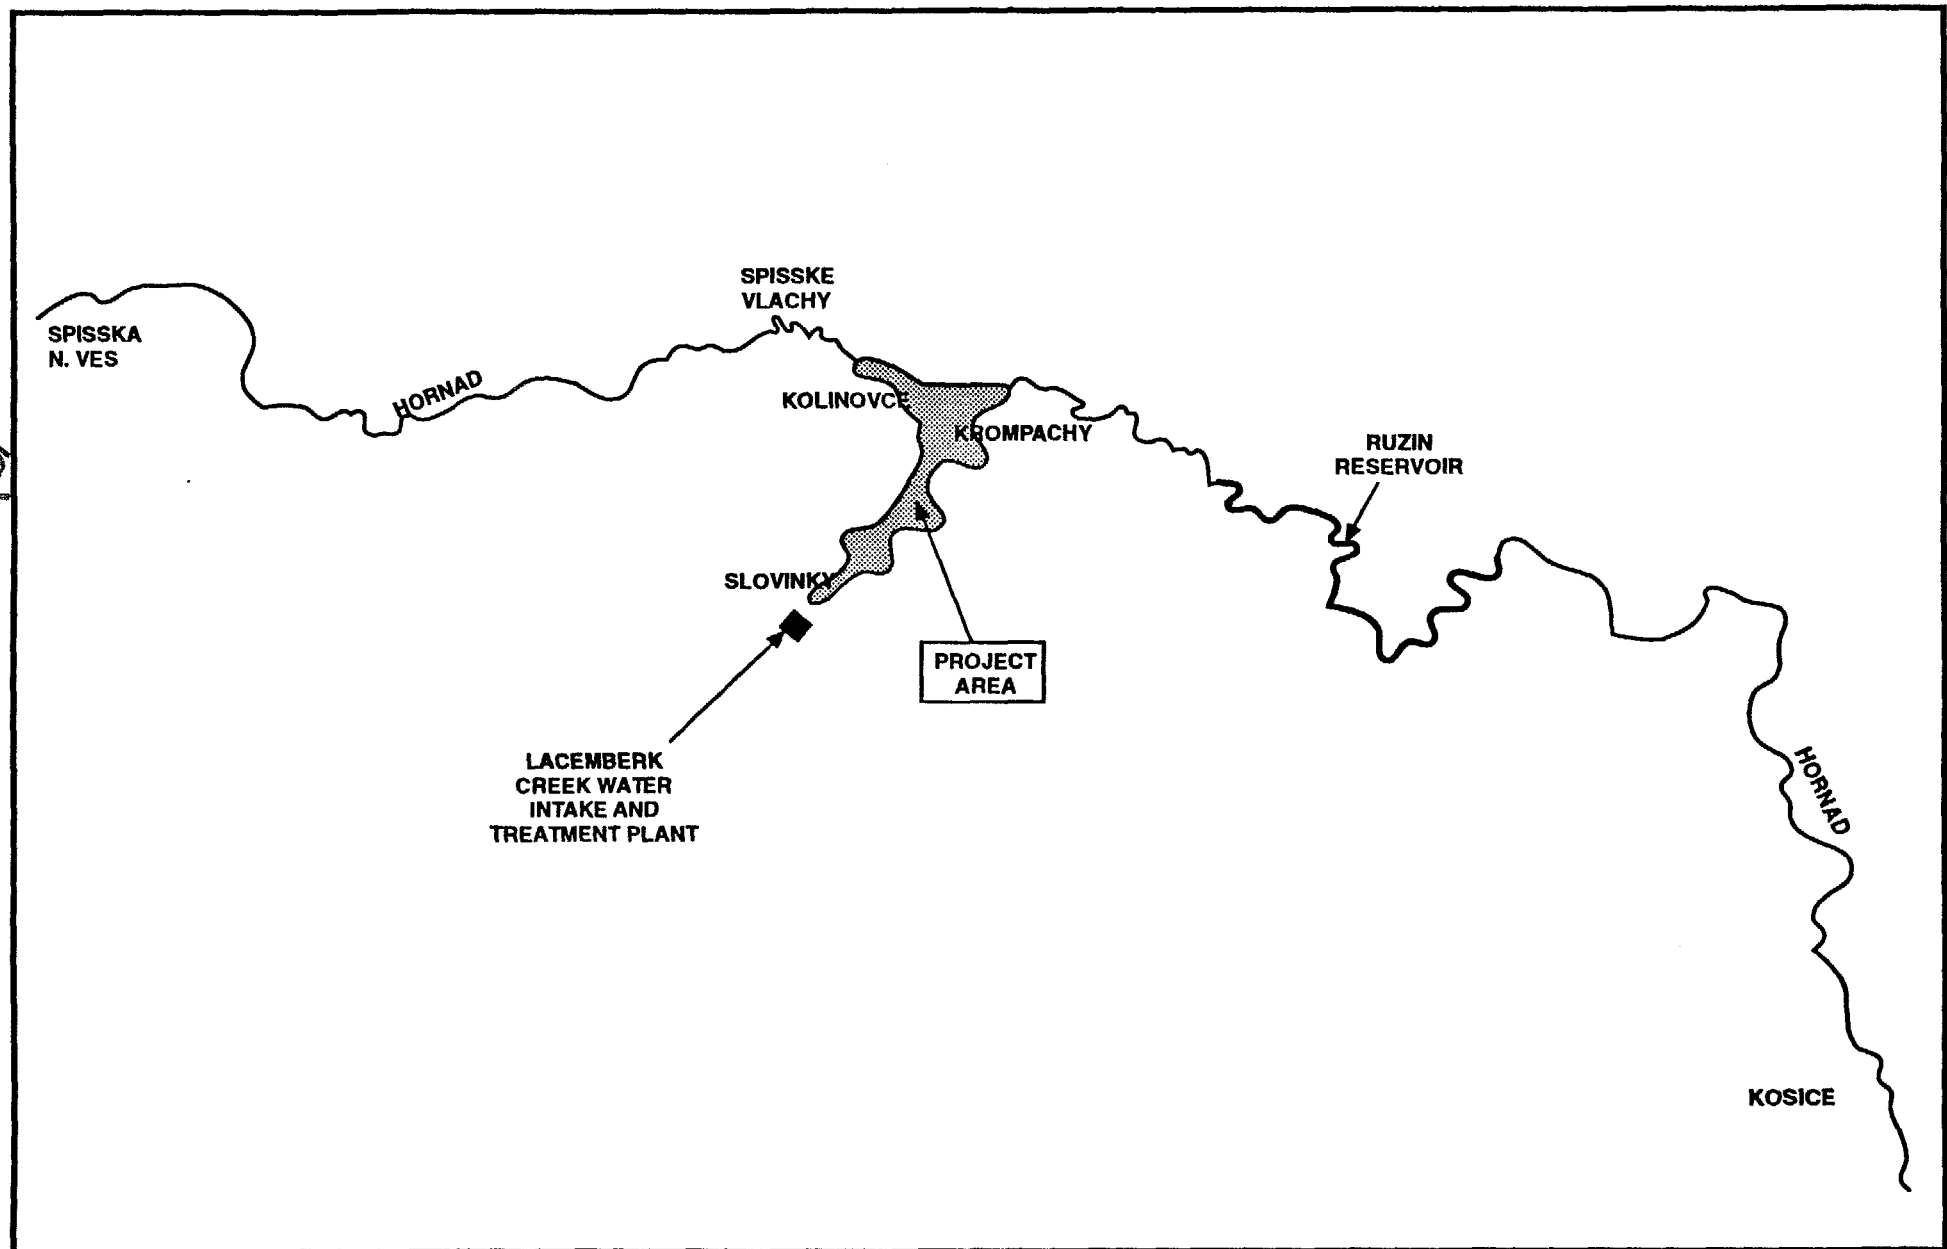 SPISSKE
VLACHY
SPISSKA
N. VES
HORNAD
KOLINOVCE
KROMPACHY
RUZIN
RESERVOIR
SLOVINKY
PROJECT
AREA
LACEMBERK
CREEK WATER
INTAKE AND
TREATMENT PLANT
HORNAD
KOSICE